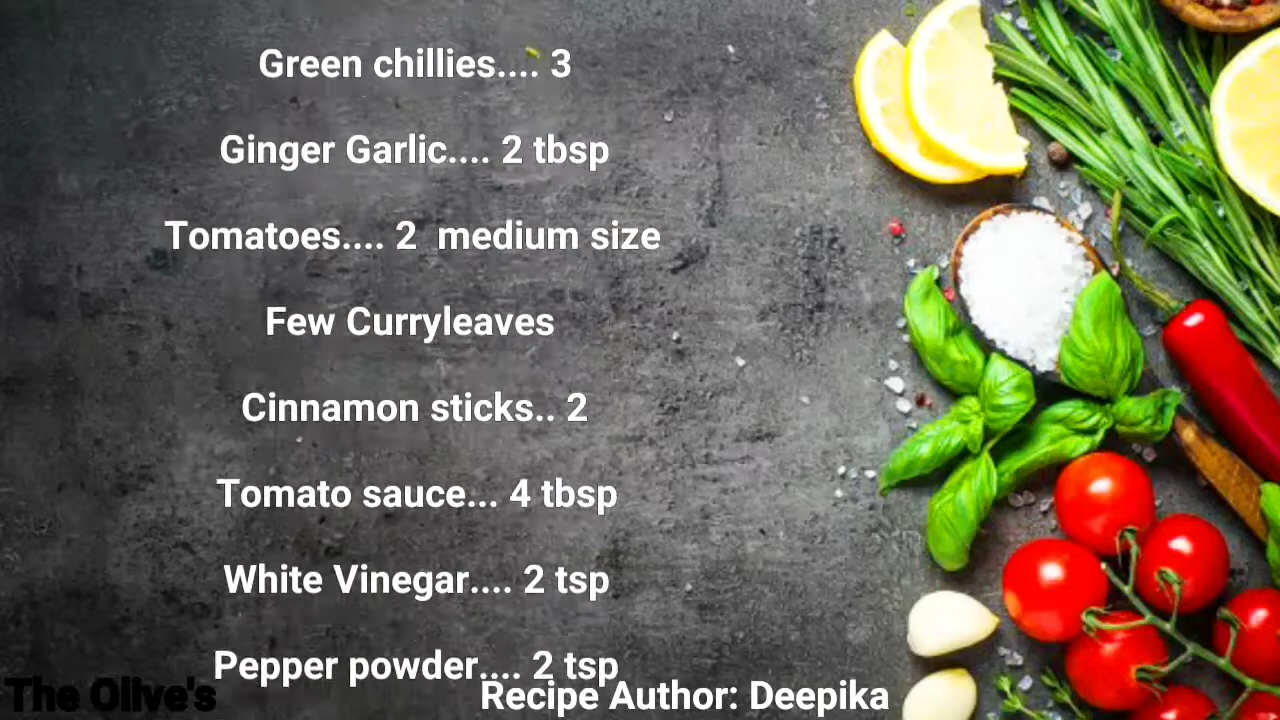 Green chillies.... 3
Ginger Garlic.... 2 tbsp
Tomatoes.... 2  medium size
Few Curryleaves
Cinnamon sticks.. 2
Tomato sauce... 4 tbsp
White Vinegar.... 2 tsp
Pepper powder.... 2 tsp
The Olive's
Recipe Author: Deepika